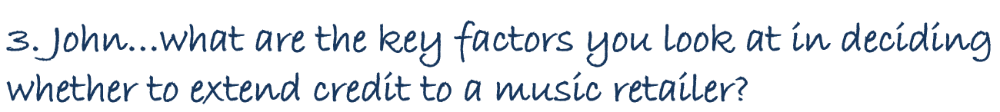 3. John...what are the key factors you look at in deciding
whether to extend credit to a music retailer?